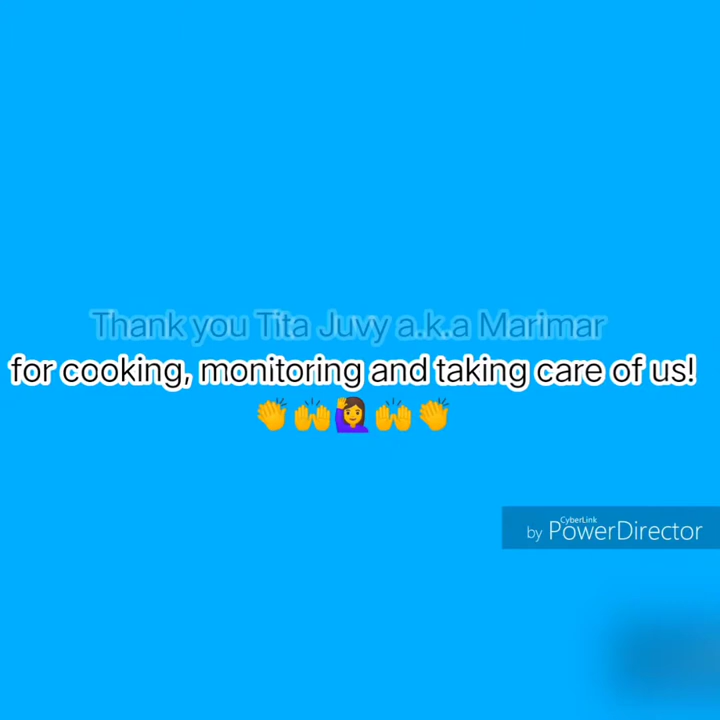 Thank you Tita Juvy a.k.a Marimar
for cooking, monitoring and taking care of us!
👏🙌🙋‍♀️🙌👏
CyberLink
by PowerDirector